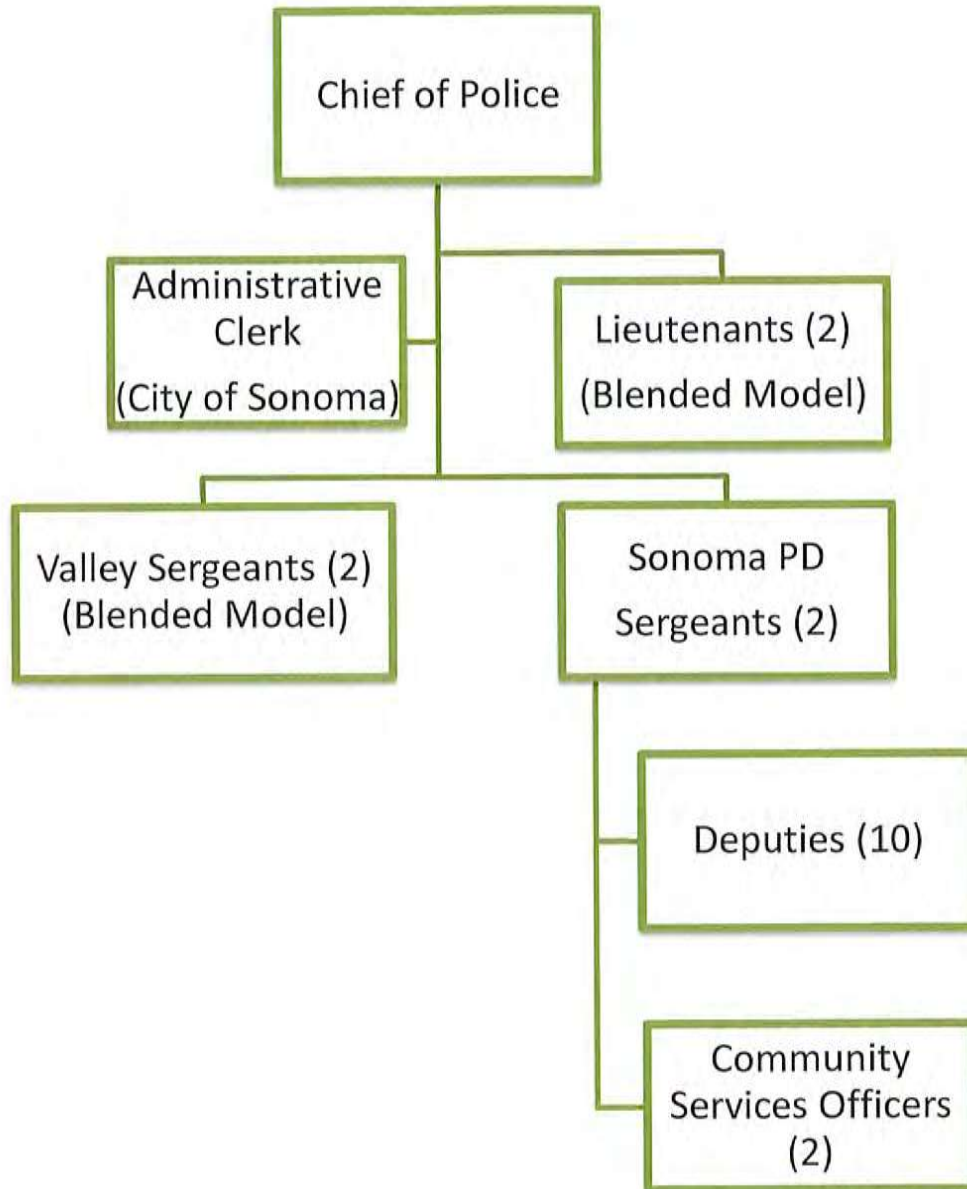 Chief of Police
Administrative
Clerk
(City of Sonoma)
Lieutenants (2)
(Blended Model)
Valley Sergeants (2)
(Blended Model)
Sonoma PD
Sergeants (2)
Deputies (10)
Community
Services Officers
(2)